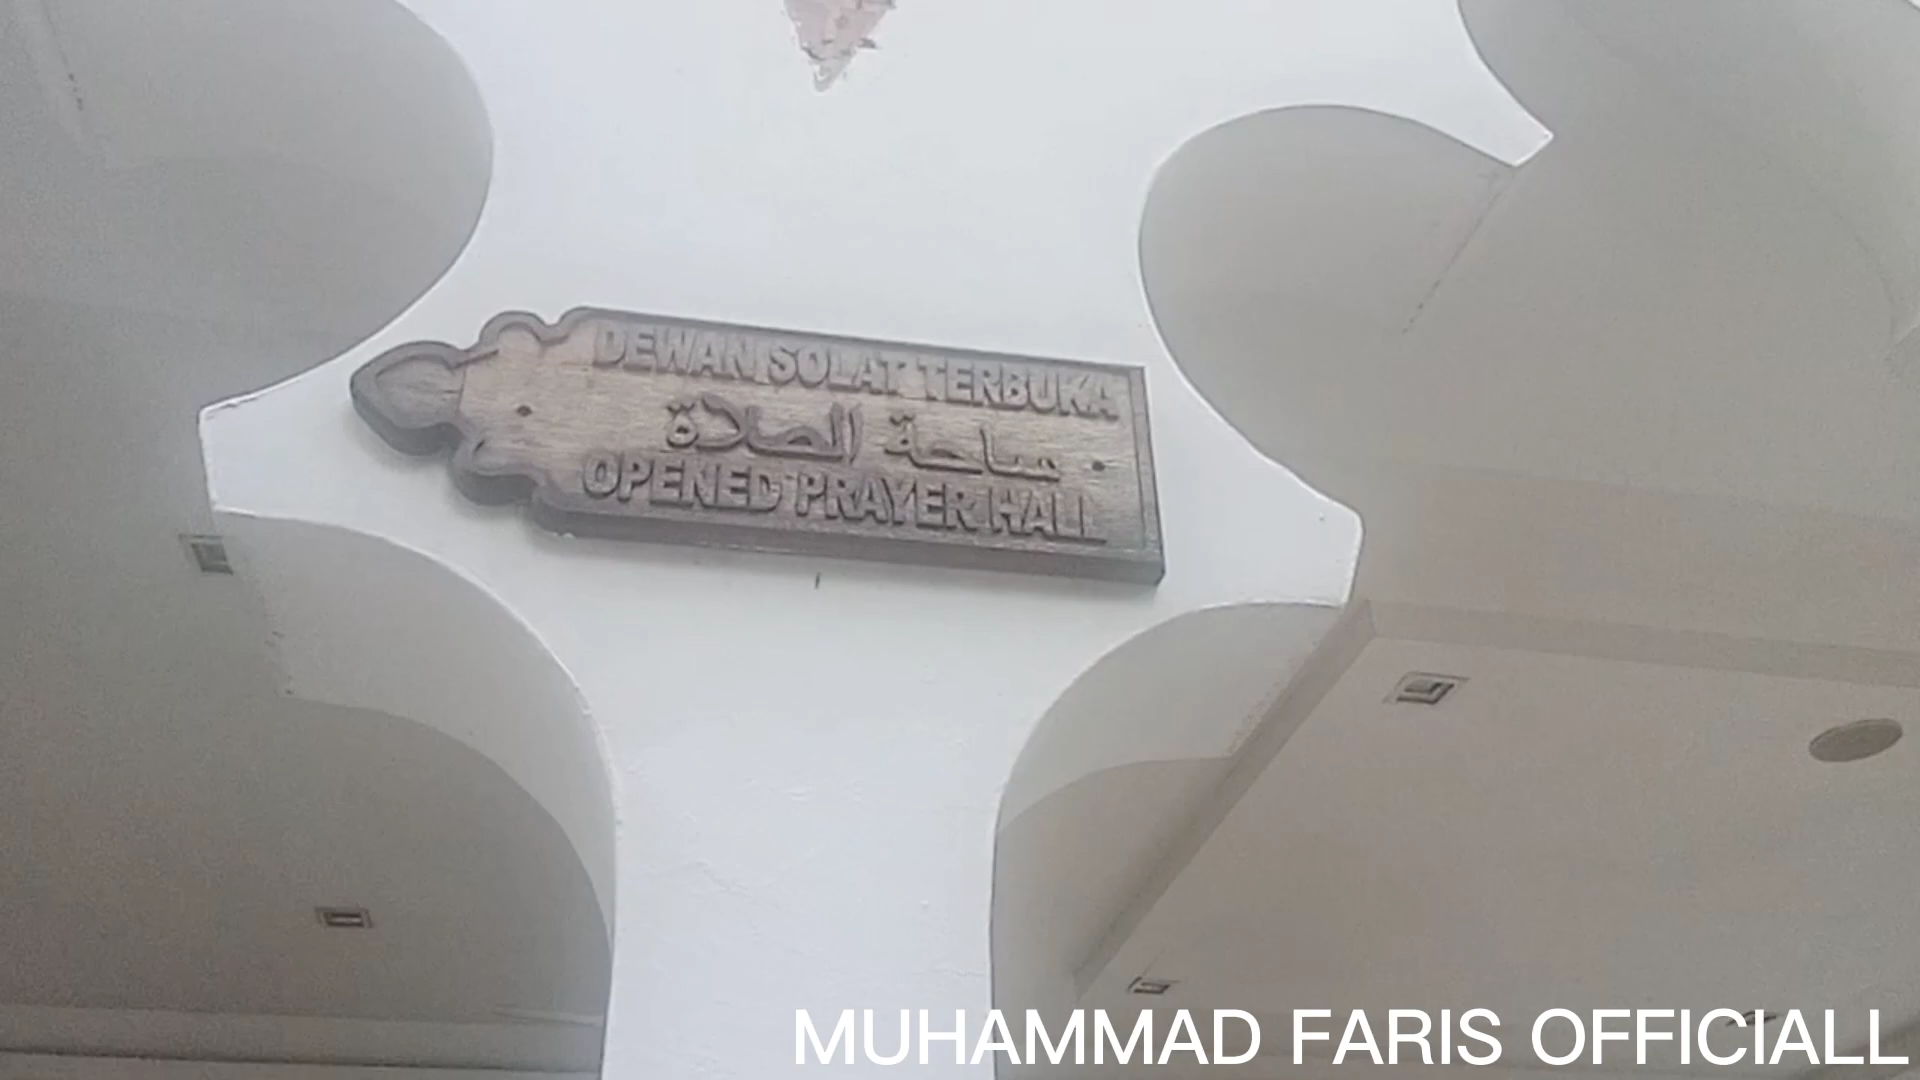 DEWAN SOLAT TERBUKA
ساحة الصلاة
OPENED PRAYER HALL
MUHAMMAD FARIS OFFICIALL